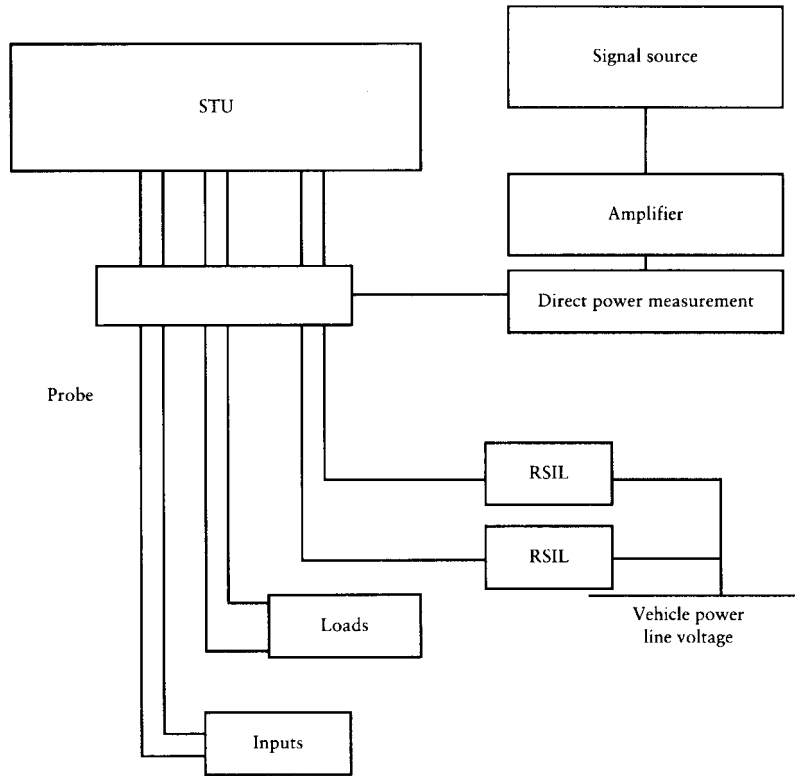 Signal source
STU
Amplifier
Direct power measurement
Probe
RSIL
RSIL
Loads
Vehicle power
line voltage
Inputs